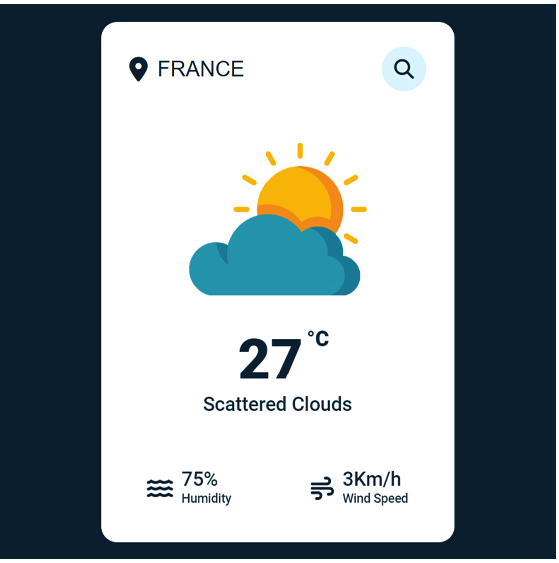 FRANCE
27 °C
Scattered Clouds
75%
Humidity
3Km/h
Wind Speed